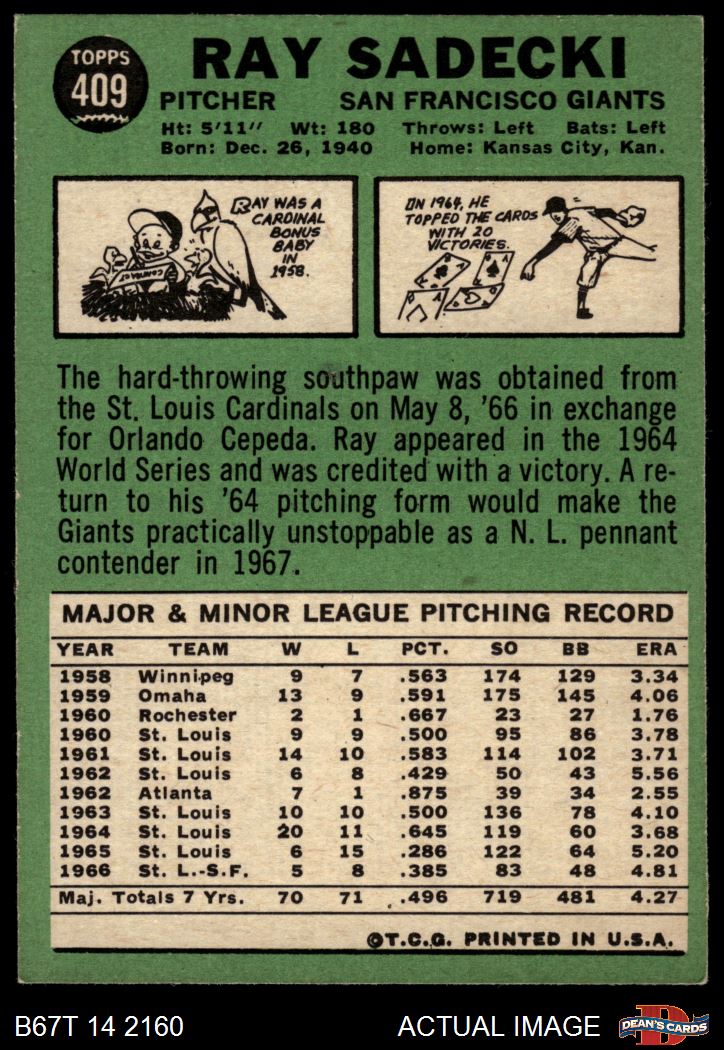 TOPPS
409
RAY SADECKI
PITCHER SAN FRANCISCO GIANTS
Ht: 5'11" Wt: 180 Throws: Left Bats: Left
Born: Dec. 26, 1940 Home: Kansas City, Kan.
RAY WAS A
CARDINAL
BONUS
BABY
IN
1958.
CONTRACT
IN 1964, HE
TOPPED THE CARDS
WITH 20
VICTORIES.
The hard-throwing southpaw was obtained from
the St. Louis Cardinals on May 8, '66 in exchange
for Orlando Cepeda. Ray appeared in the 1964
World Series and was credited with a victory. A re-
turn to his '64 pitching form would make the
Giants practically unstoppable as a N. L. pennant
contender in 1967.
MAJOR & MINOR LEAGUE PITCHING RECORD
YEAR TEAM W L PCT. SO BB ERA
1958 Winnipeg 9 7 .563 174 129 3.34
1959 Omaha 13 9 .591 175 145 4.06
1960 Rochester 2 1 .667 23 27 1.76
1960 St. Louis 9 9 .500 95 86 3.78
1961 St. Louis 14 10 .583 114 102 3.71
1962 St. Louis 6 8 .429 50 43 5.56
1962 Atlanta 7 1 .875 39 34 2.55
1963 St. Louis 10 10 .500 136 78 4.10
1964 St. Louis 20 11 .645 119 60 3.68
1965 St. Louis 6 15 .286 122 64 5.20
1966 St. L.-S.F. 5 8 .385 83 48 4.81
Maj. Totals 7 Yrs. 70 71 .496 719 481 4.27
©T.C.G. PRINTED IN U.S.A.
B67T 14 2160 ACTUAL IMAGE
DEAN'S CARDS